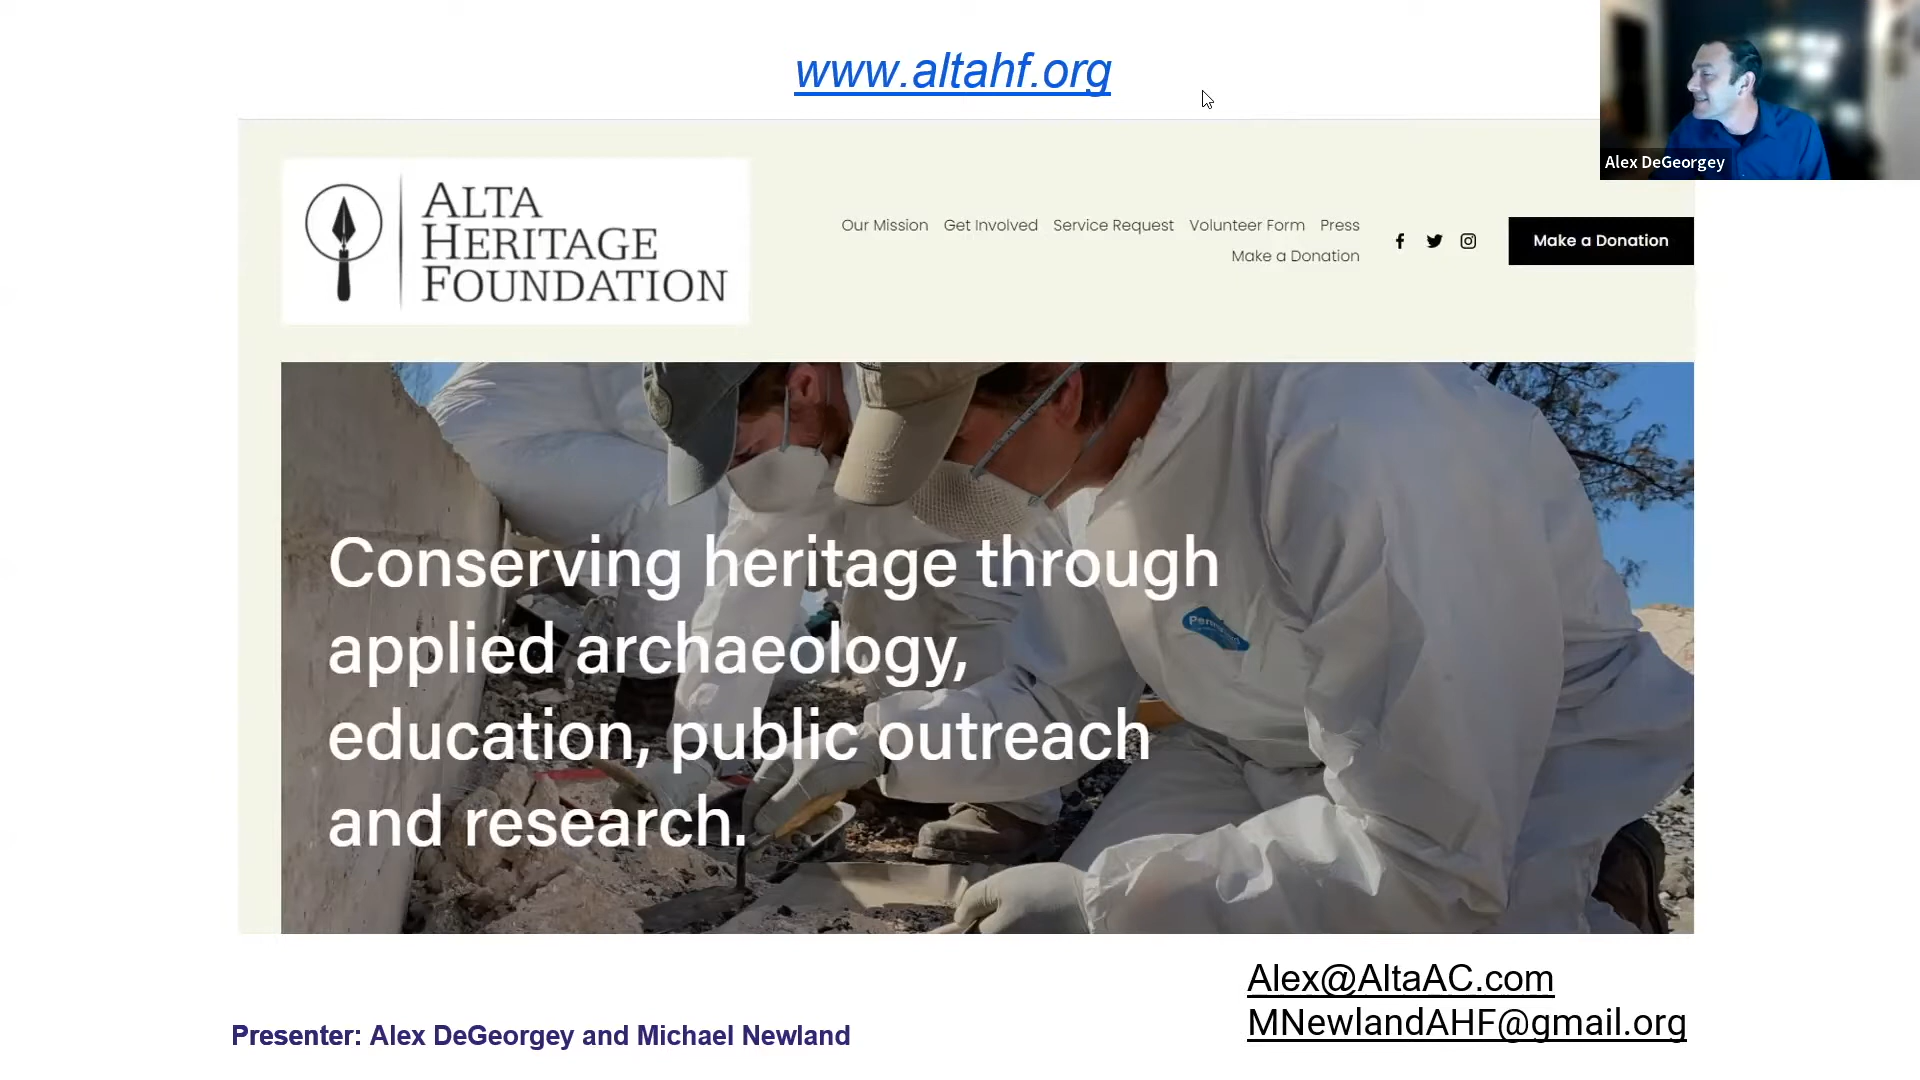 www.altahf.org
Alex DeGeorgey
ALTA
HERITAGE
FOUNDATION
Our Mission Get Involved Service Request Volunteer Form Press
Make a Donation
Make a Donation
Conserving heritage through
applied archaeology,
education, public outreach
and research.
Alex@AltaAC.com
MNewlandAHF@gmail.org
Presenter: Alex DeGeorgey and Michael Newland